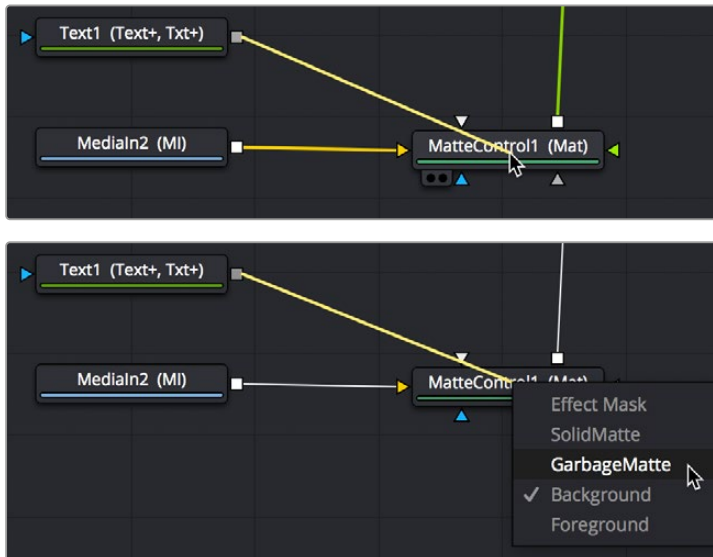 Text1 (Text+, Txt+)
MediaIn2 (MI)
MatteControl1 (Mat)
Text1 (Text+, Txt+)
MediaIn2 (MI)
MatteControl1 (Mat)
Effect Mask
SolidMatte
GarbageMatte
Background
Foreground